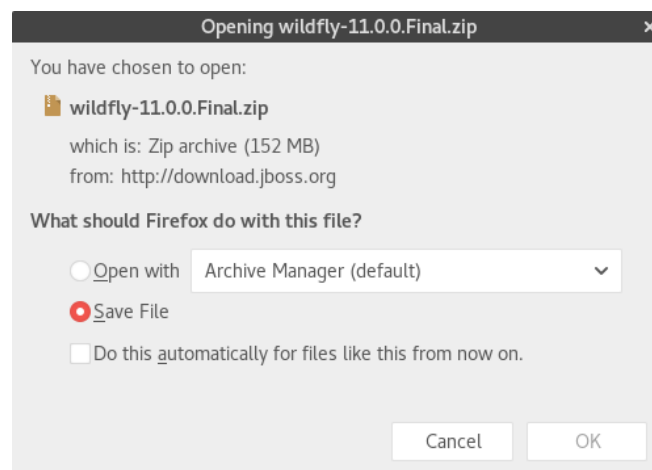 Opening wildfly-11.0.0.Final.zip
You have chosen to open:
wildfly-11.0.0.Final.zip
which is: Zip archive (152 MB)
from: http://download.jboss.org
What should Firefox do with this file?
Open with Archive Manager (default)
Save File
Do this automatically for files like this from now on.
Cancel OK